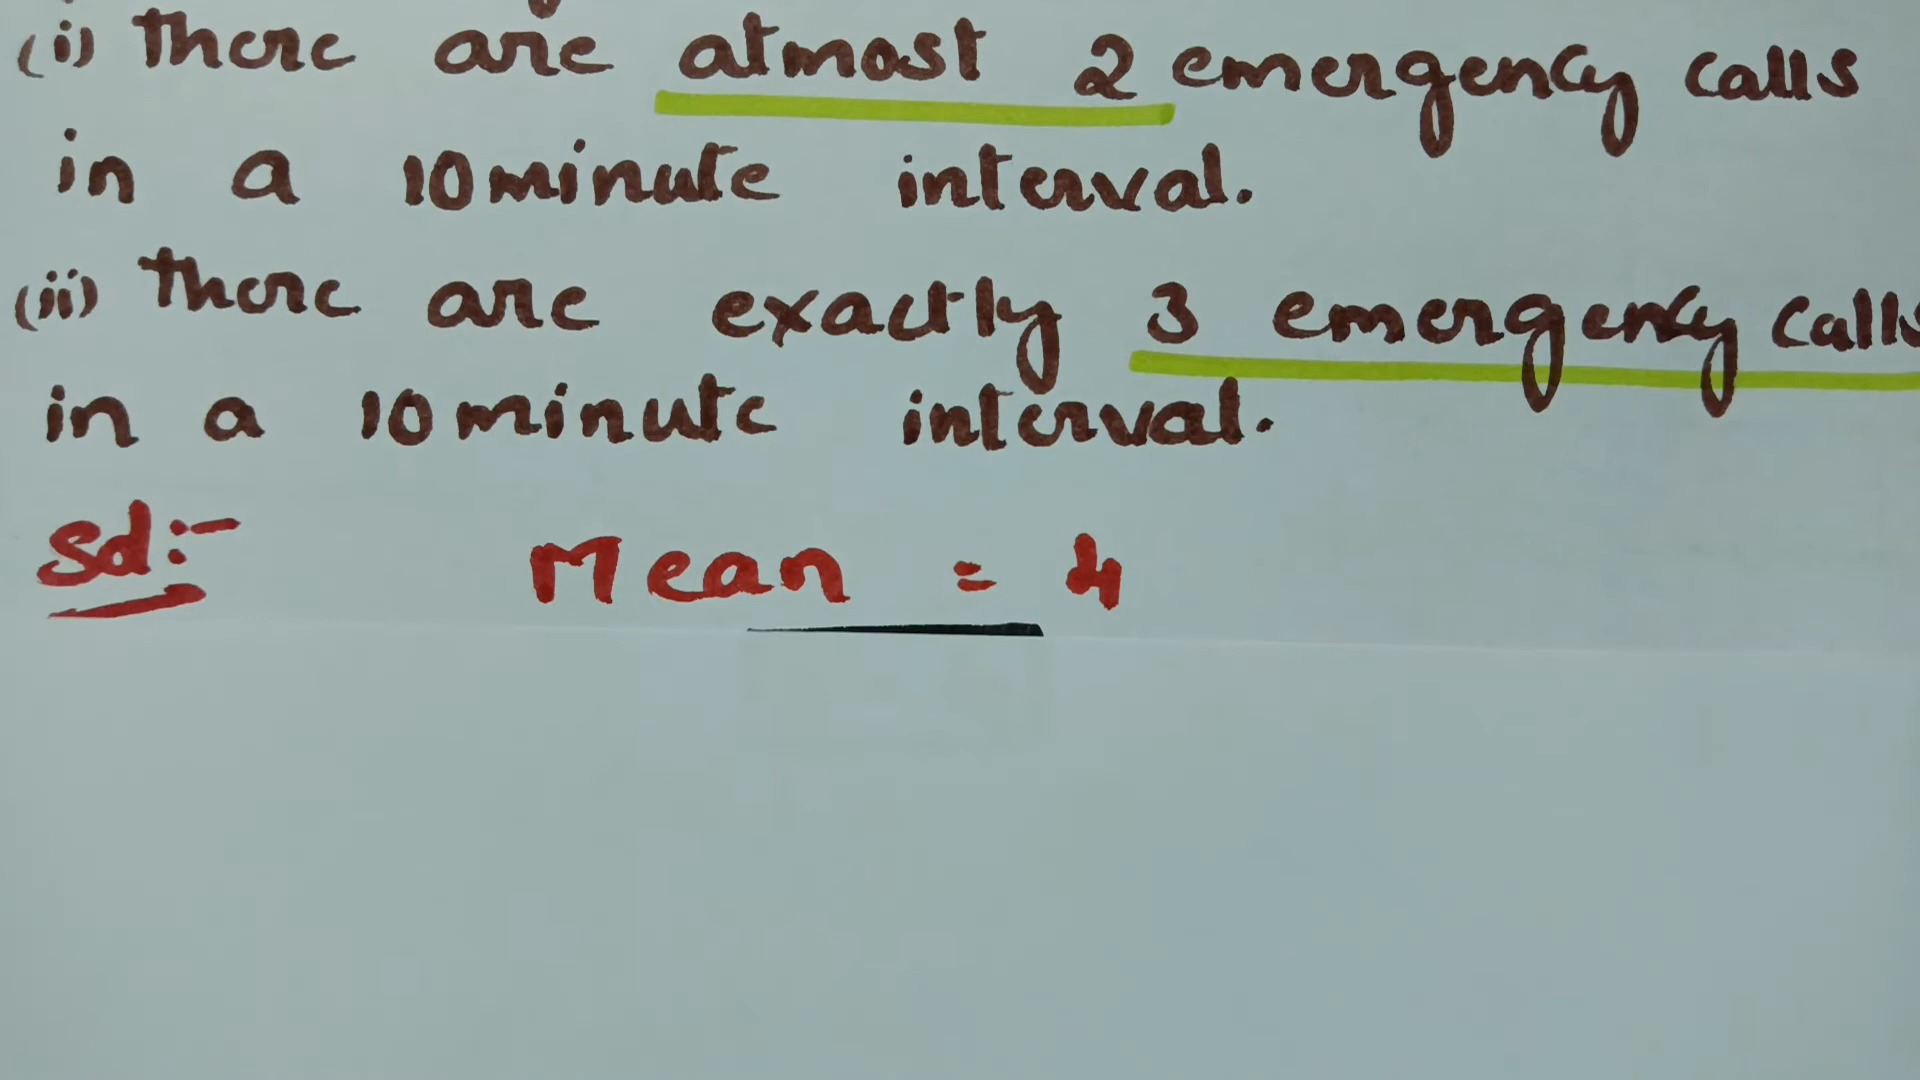 (i) There are atmost 2 emergency calls
in a 10 minute interval.
(ii) There are exactly 3 emergency calls
in a 10 minute interval.
Sol:- Mean = 4